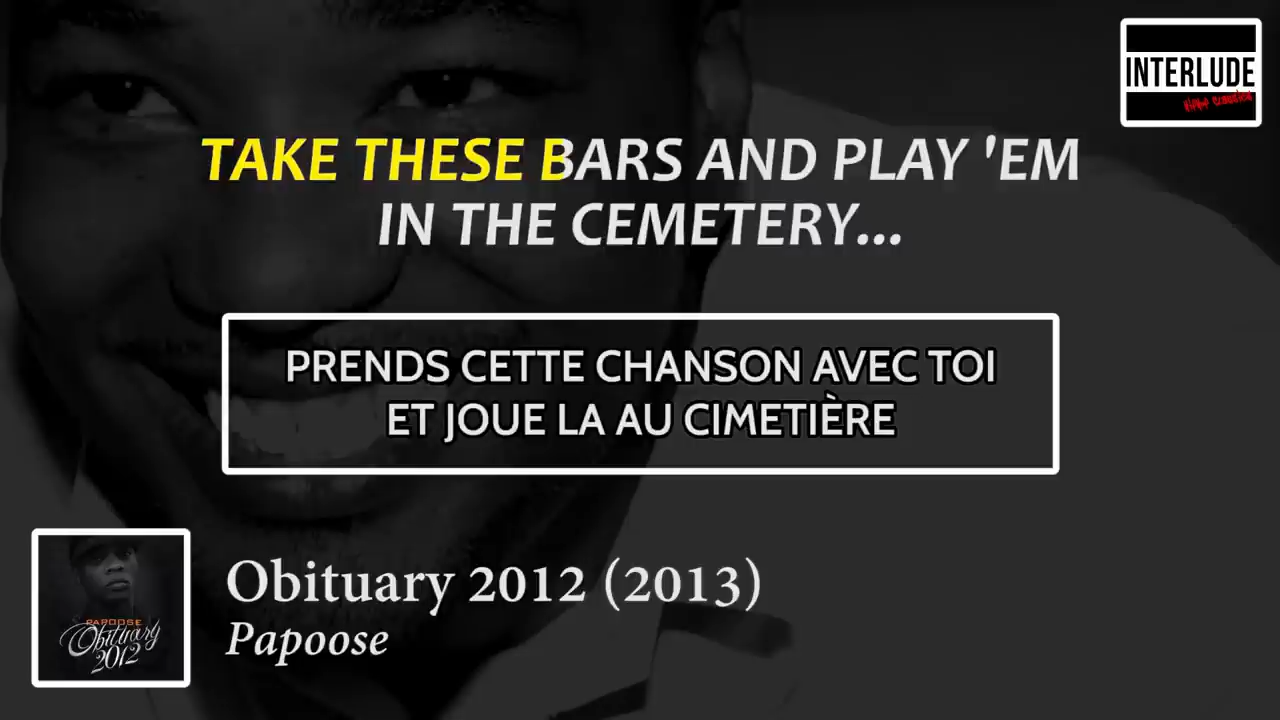 INTERLUDE
TAKE THESE BARS AND PLAY 'EM
IN THE CEMETERY...
PRENDS CETTE CHANSON AVEC TOI
ET JOUE LA AU CIMETIÈRE
PAPOOSE
Obituary
2012
Obituary 2012 (2013)
Papoose